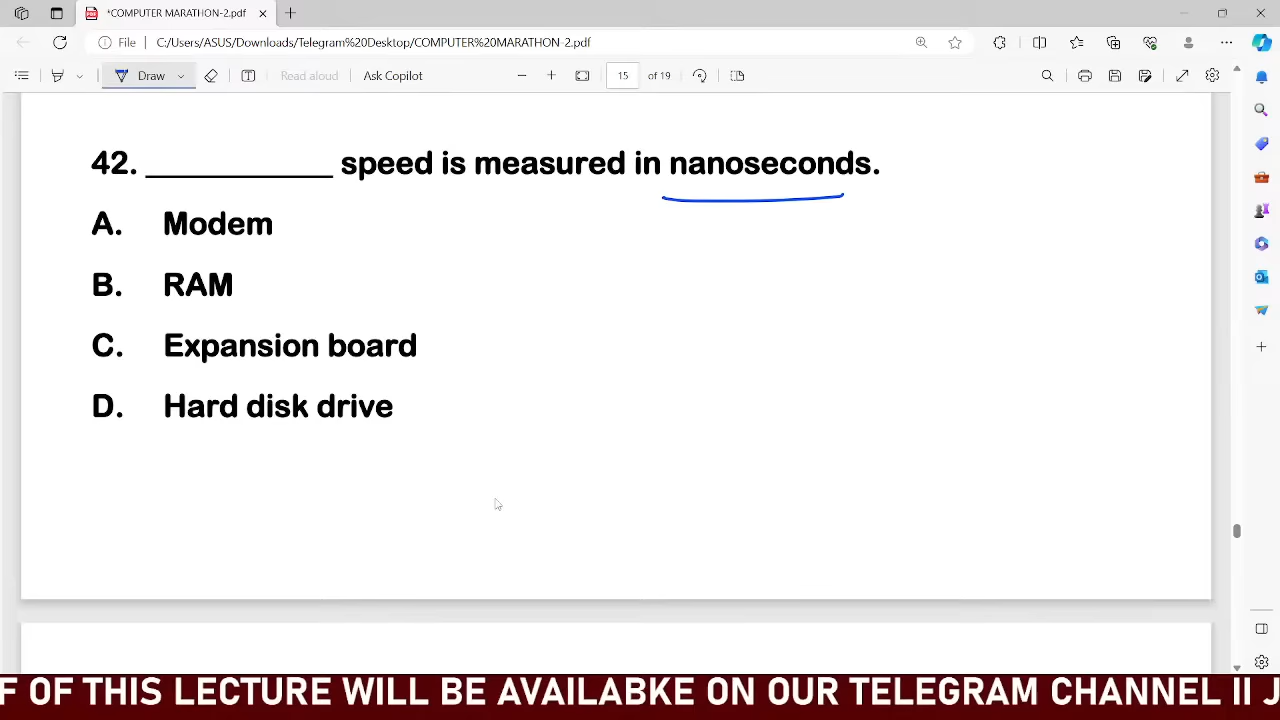 *COMPUTER MARATHON-2.pdf
File C:/Users/ASUS/Downloads/Telegram%20Desktop/COMPUTER%20MARATHON-2.pdf
Draw Read aloud Ask Copilot 15 of 19
42. ____________ speed is measured in nanoseconds.
A. Modem
B. RAM
C. Expansion board
D. Hard disk drive
F OF THIS LECTURE WILL BE AVAILABKE ON OUR TELEGRAM CHANNEL II J